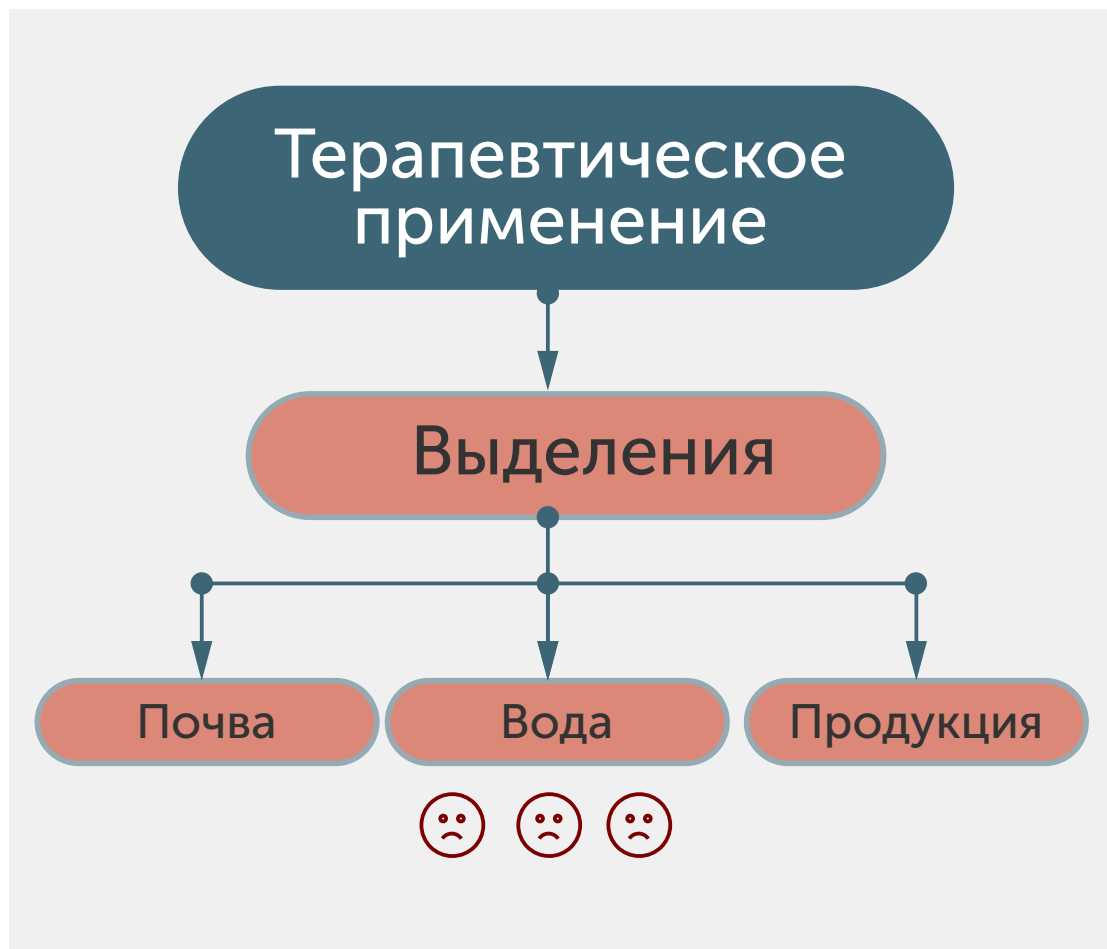 Терапевтическое
применение
Выделения
Почва
Вода
Продукция